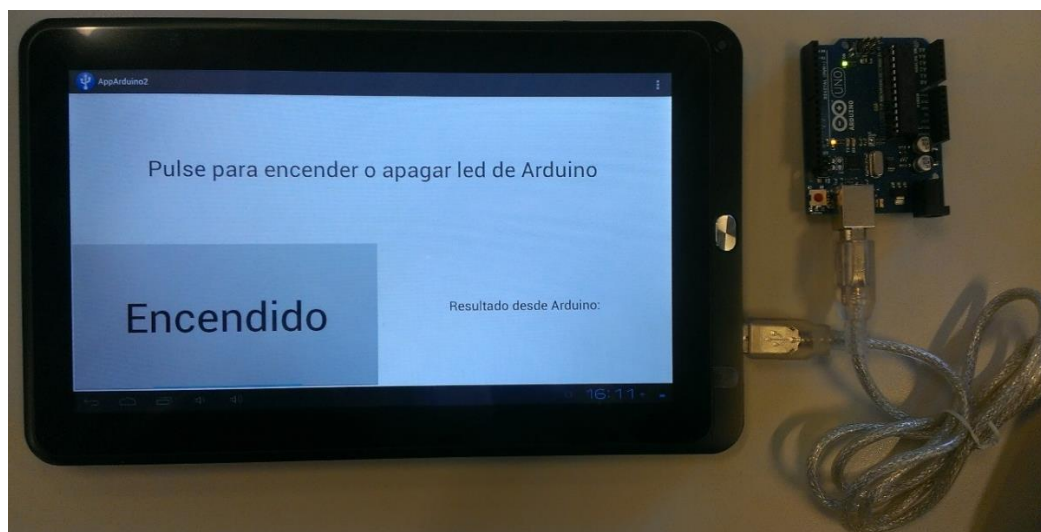 AppArduino2
Pulse para encender o apagar led de Arduino
Encendido
Resultado desde Arduino:
16:11
UNO
ARDUINO